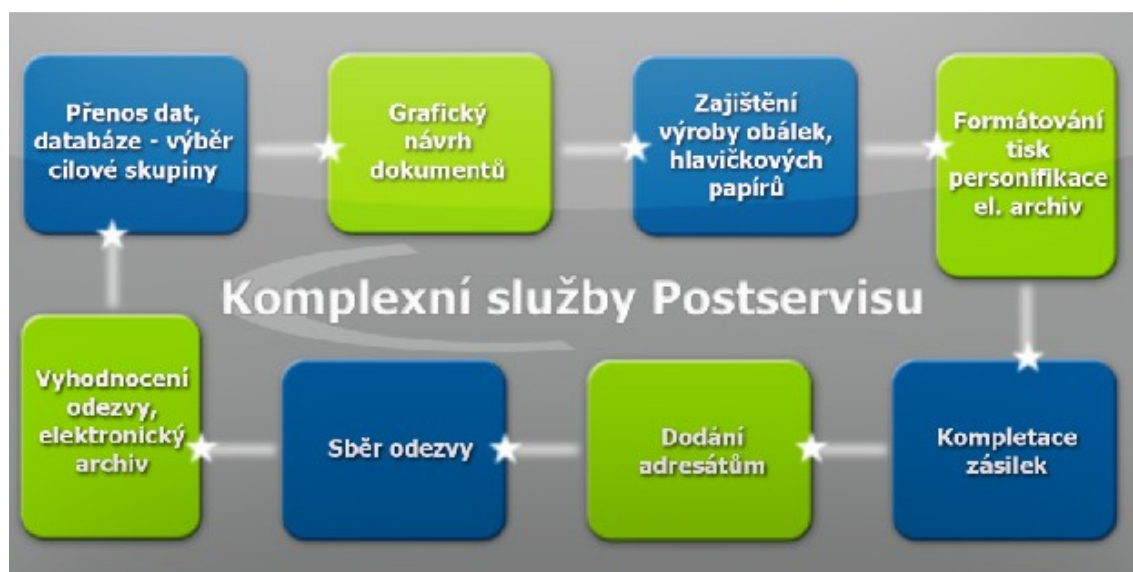 Přenos dat,
databáze - výběr
cílové skupiny
Grafický
návrh
dokumentů
Zajištění
výroby obálek,
hlavičkových
papírů
Formátování
tisk
personifikace
el. archiv
Komplexní služby Postservisu
Vyhodnocení
odezvy,
elektronický
archiv
Sběr odezvy
Dodání
adresátům
Kompletace
zásilek